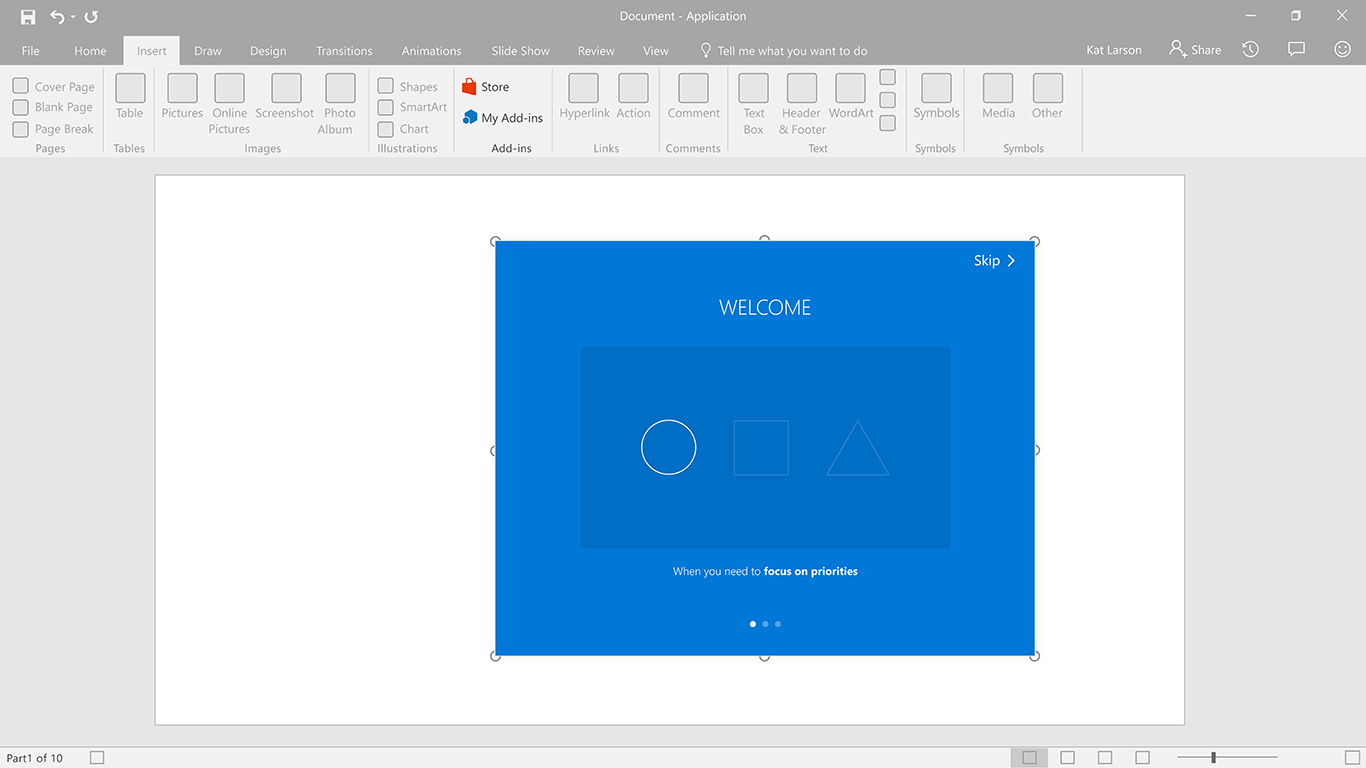 Document - Application
File Home Insert Draw Design Transitions Animations Slide Show Review View Tell me what you want to do Kat Larson Share
Cover Page
Blank Page
Page Break
Pages
Table
Tables
Pictures
Online
Pictures
Screenshot
Photo
Album
Images
Shapes
SmartArt
Chart
Illustrations
Store
My Add-ins
Add-ins
Hyperlink
Action
Links
Comment
Comments
Text
Box
Header
& Footer
WordArt
Text
Symbols
Symbols
Media
Other
Symbols
Skip
WELCOME
When you need to focus on priorities
Part1 of 10